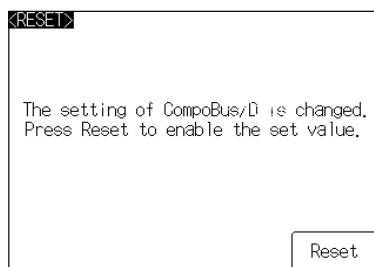 <RESET>
The setting of CompoBus/D is changed.
Press Reset to enable the set value.
Reset